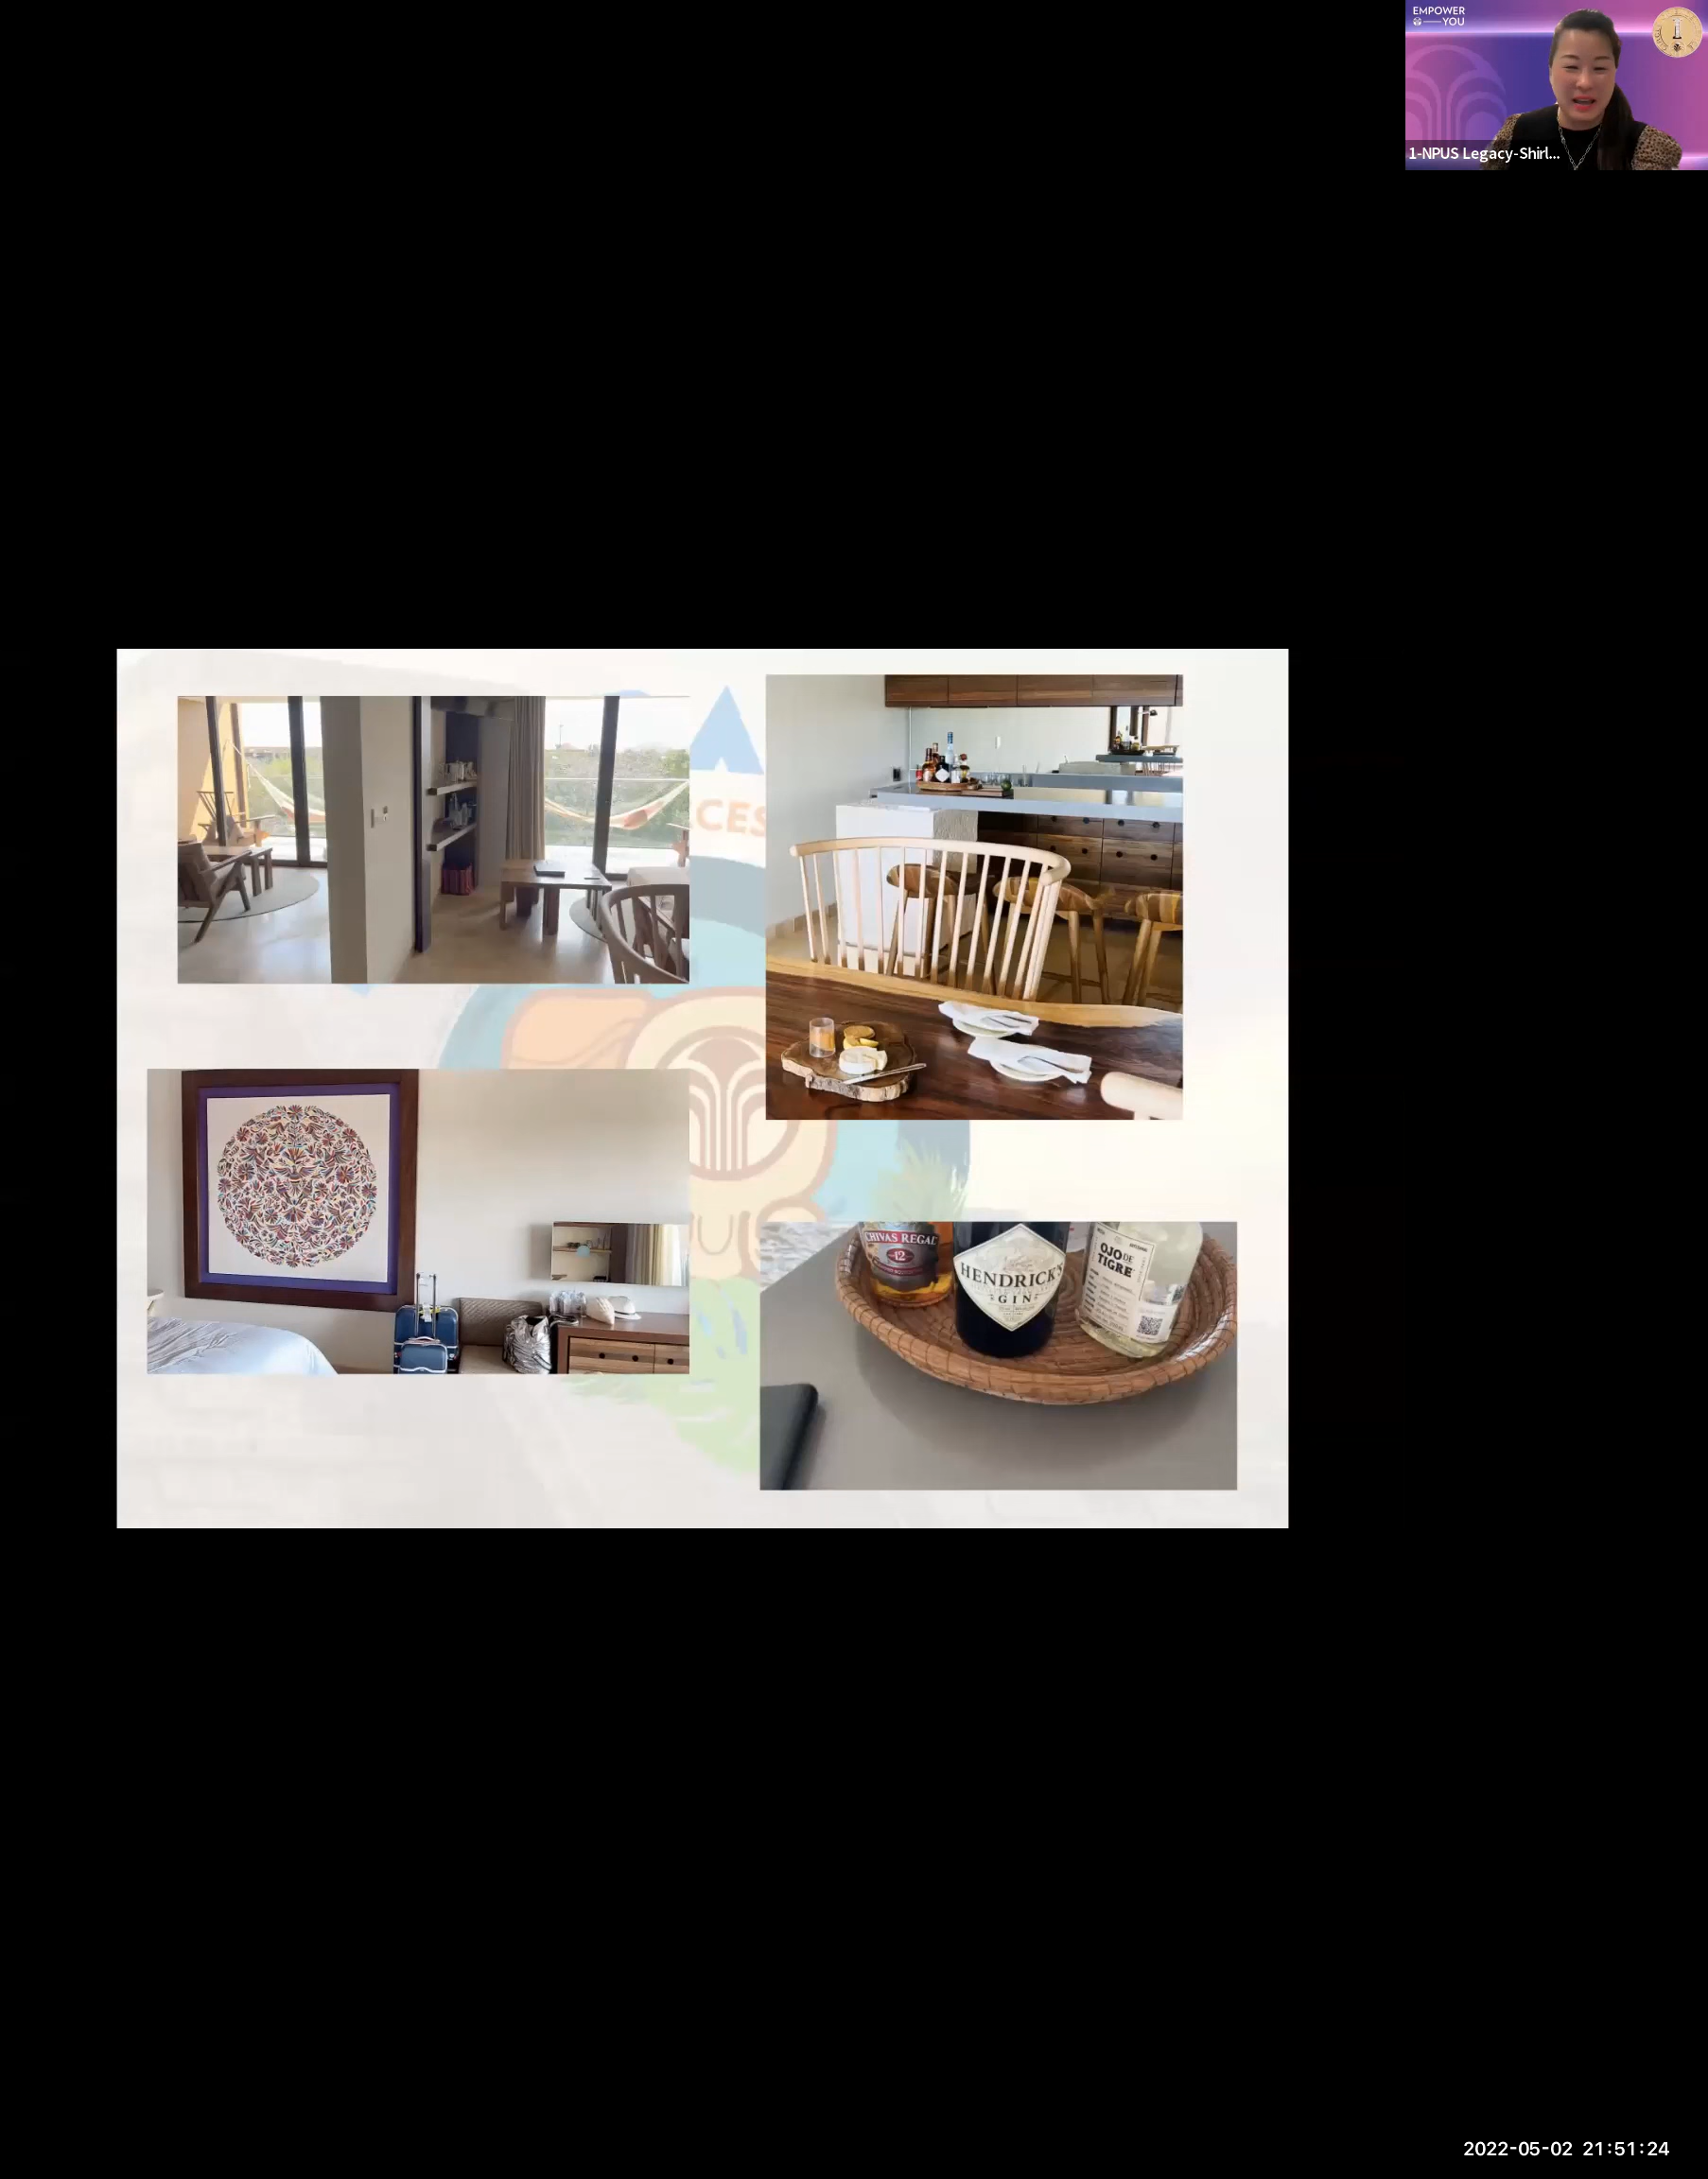 EMPOWER
YOU
1-NPUS Legacy-Shirl...
CES
CHIVAS REGAL
12
HENDRICK'S
GIN
OJO DE
TIGRE
2022-05-02 21:51:24